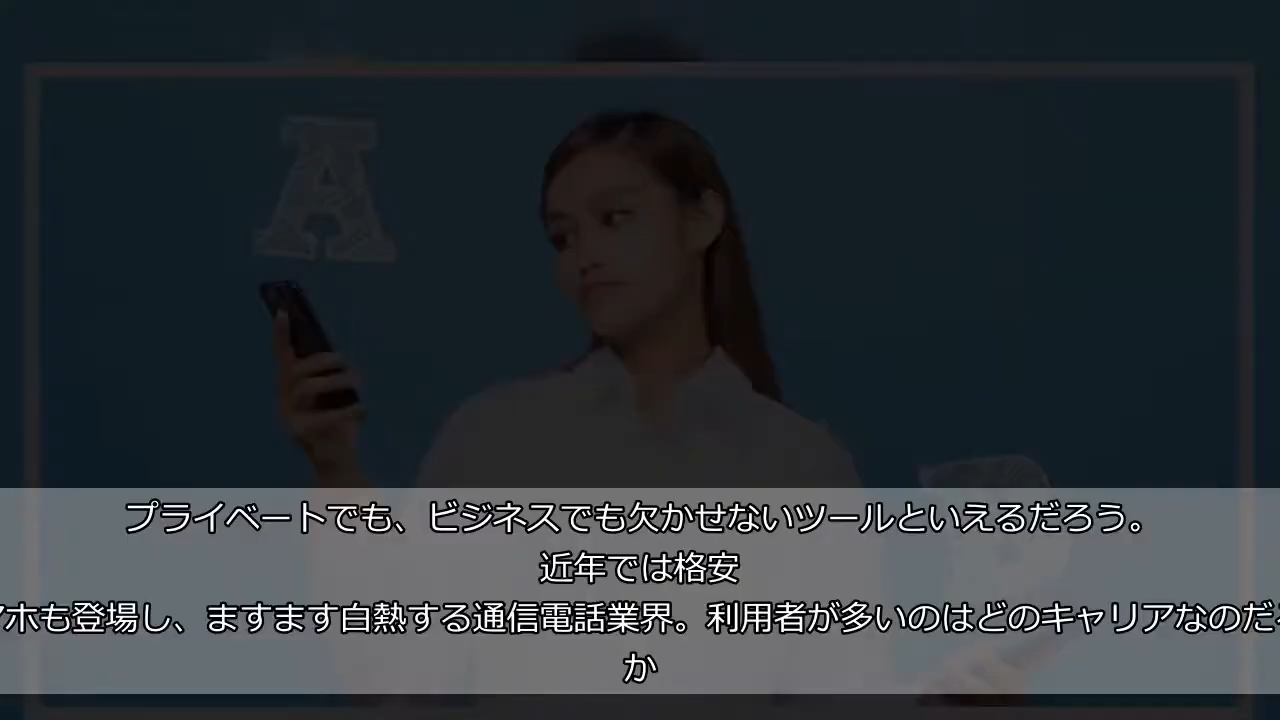 A
プライベートでも、ビジネスでも欠かせないツールといえるだろう。
近年では格安
マホも登場し、ますます白熱する通信電話業界。利用者が多いのはどのキャリアなのだろ
か